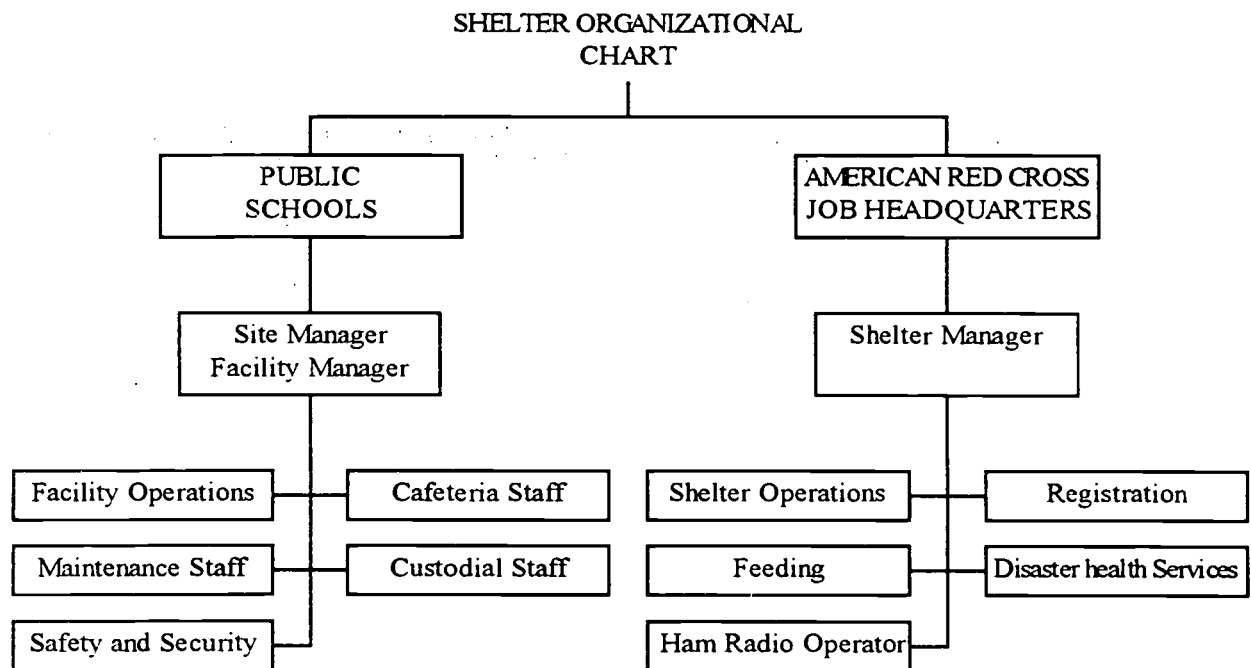 SHELTER ORGANIZATIONAL
CHART
PUBLIC
SCHOOLS
AMERICAN RED CROSS
JOB HEADQUARTERS
Site Manager
Facility Manager
Shelter Manager
Facility Operations
Cafeteria Staff
Shelter Operations
Registration
Maintenance Staff
Custodial Staff
Feeding
Disaster health Services
Safety and Security
Ham Radio Operator